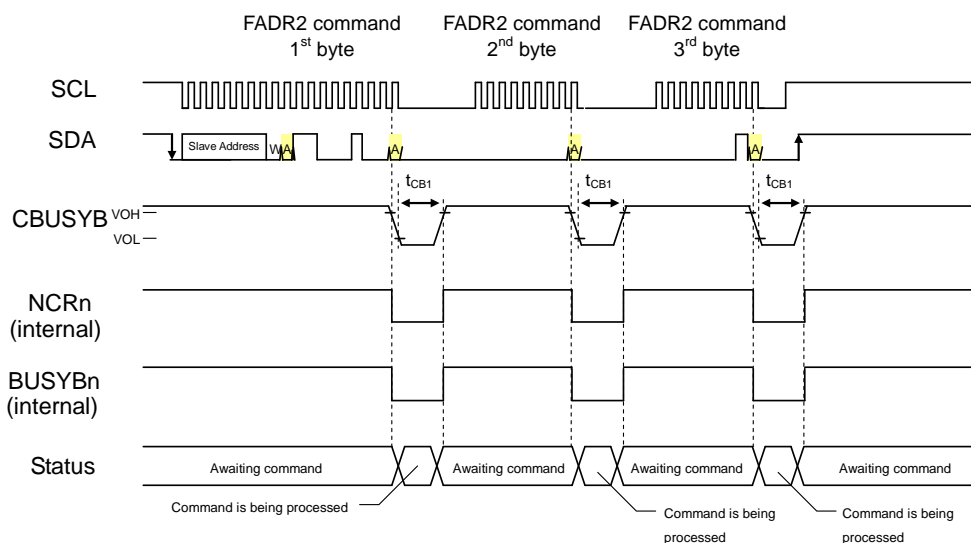 FADR2 command
1st byte
FADR2 command
2nd byte
FADR2 command
3rd byte
SCL
SDA
Slave Address
W
A
A
A
A
tCB1
tCB1
tCB1
CBUSYB
VOH
VOL
NCRn
(internal)
BUSYBn
(internal)
Status
Awaiting command
Awaiting command
Awaiting command
Awaiting command
Command is being processed
Command is being
processed
Command is being
processed